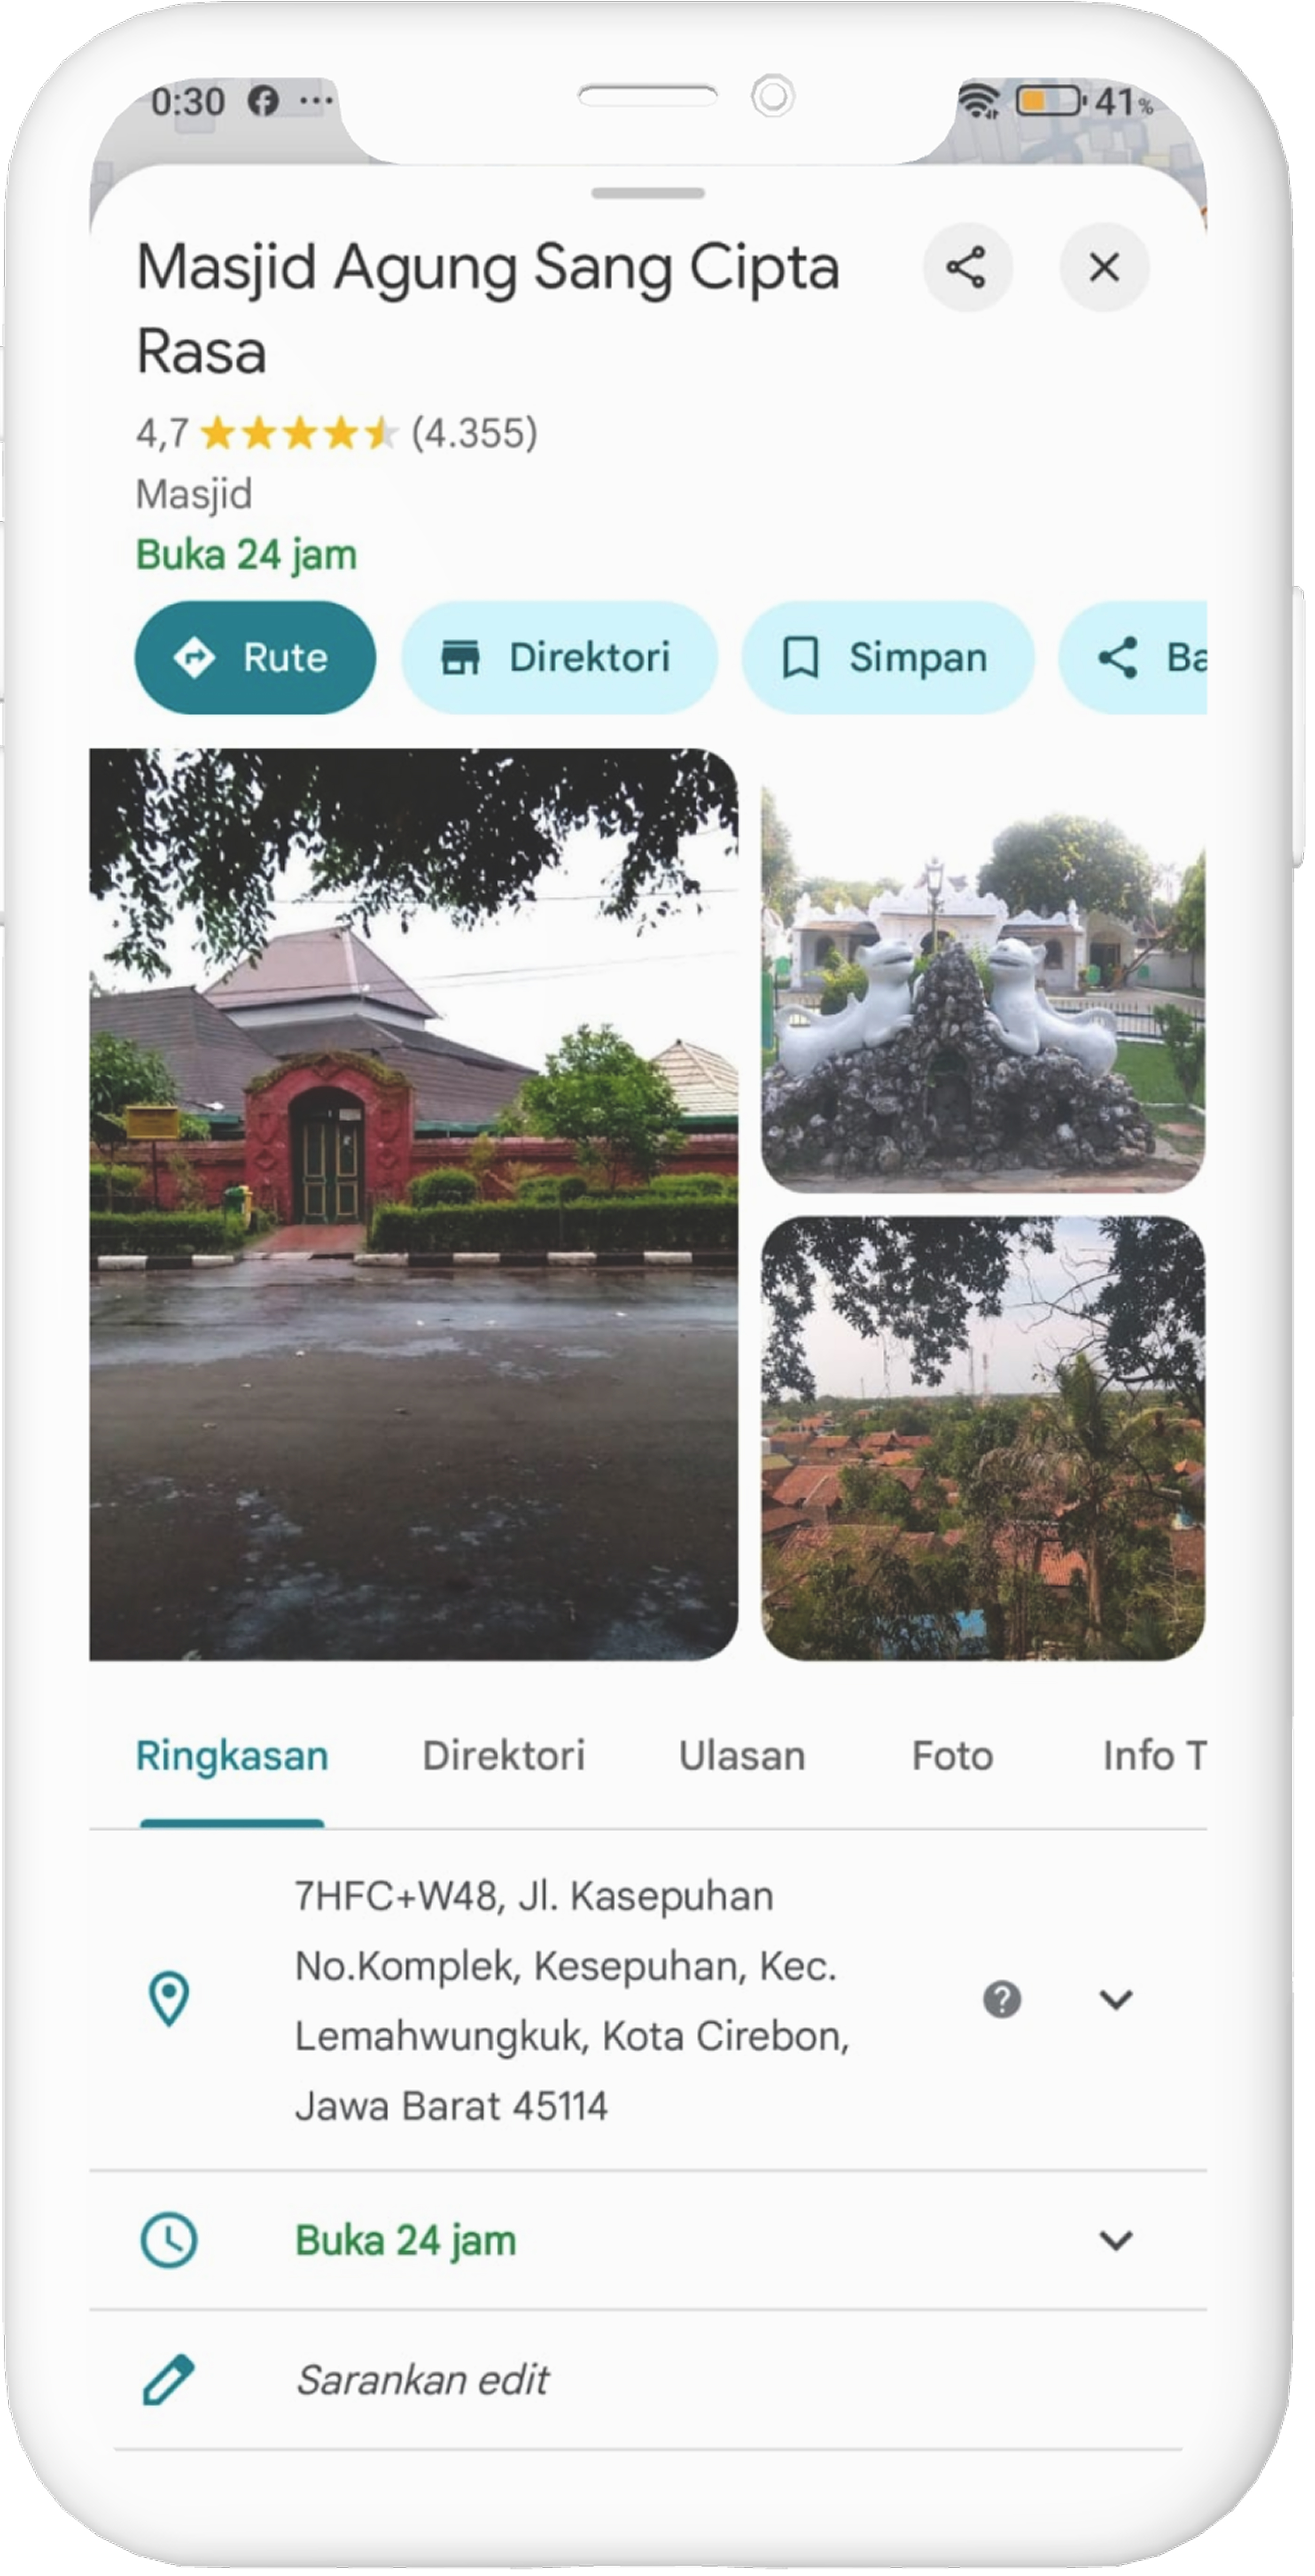 0:30
41%
Masjid Agung Sang Cipta
Rasa
4,7 (4.355)
Masjid
Buka 24 jam
Rute Direktori Simpan Ba
Ringkasan Direktori Ulasan Foto Info T
7HFC+W48, Jl. Kasepuhan
No.Komplek, Kesepuhan, Kec.
Lemahwungkuk, Kota Cirebon,
Jawa Barat 45114
Buka 24 jam
Sarankan edit